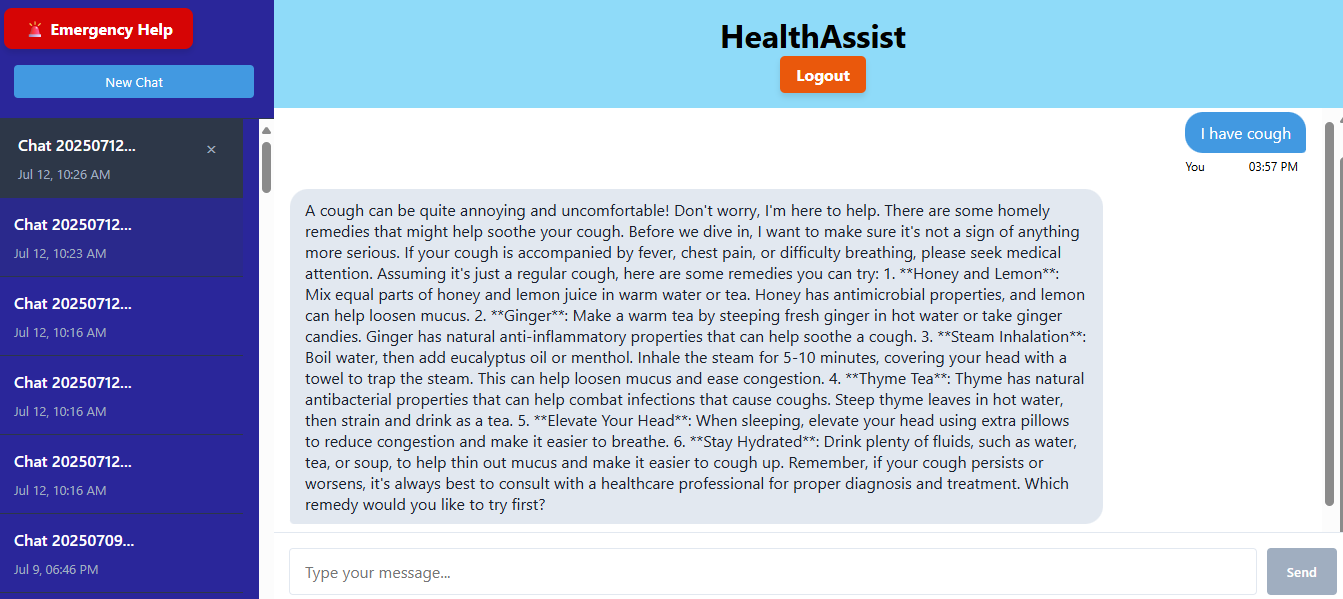 🚨 Emergency Help
New Chat
Chat 20250712...
×
Jul 12, 10:26 AM
Chat 20250712...
Jul 12, 10:23 AM
Chat 20250712...
Jul 12, 10:16 AM
Chat 20250712...
Jul 12, 10:16 AM
Chat 20250712...
Jul 12, 10:16 AM
Chat 20250709...
Jul 9, 06:46 PM
HealthAssist
Logout
I have cough
You 03:57 PM
A cough can be quite annoying and uncomfortable! Don't worry, I'm here to help. There are some homely
remedies that might help soothe your cough. Before we dive in, I want to make sure it's not a sign of anything
more serious. If your cough is accompanied by fever, chest pain, or difficulty breathing, please seek medical
attention. Assuming it's just a regular cough, here are some remedies you can try: 1. **Honey and Lemon**:
Mix equal parts of honey and lemon juice in warm water or tea. Honey has antimicrobial properties, and lemon
can help loosen mucus. 2. **Ginger**: Make a warm tea by steeping fresh ginger in hot water or take ginger
candies. Ginger has natural anti-inflammatory properties that can help soothe a cough. 3. **Steam Inhalation**:
Boil water, then add eucalyptus oil or menthol. Inhale the steam for 5-10 minutes, covering your head with a
towel to trap the steam. This can help loosen mucus and ease congestion. 4. **Thyme Tea**: Thyme has natural
antibacterial properties that can help combat infections that cause coughs. Steep thyme leaves in hot water,
then strain and drink as a tea. 5. **Elevate Your Head**: When sleeping, elevate your head using extra pillows
to reduce congestion and make it easier to breathe. 6. **Stay Hydrated**: Drink plenty of fluids, such as water,
tea, or soup, to help thin out mucus and make it easier to cough up. Remember, if your cough persists or
worsens, it's always best to consult with a healthcare professional for proper diagnosis and treatment. Which
remedy would you like to try first?
Type your message...
Send